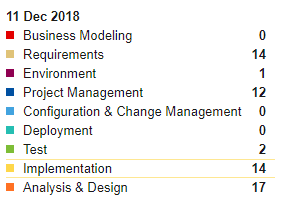 11 Dec 2018
Business Modeling 0
Requirements 14
Environment 1
Project Management 12
Configuration & Change Management 0
Deployment 0
Test 2
Implementation 14
Analysis & Design 17